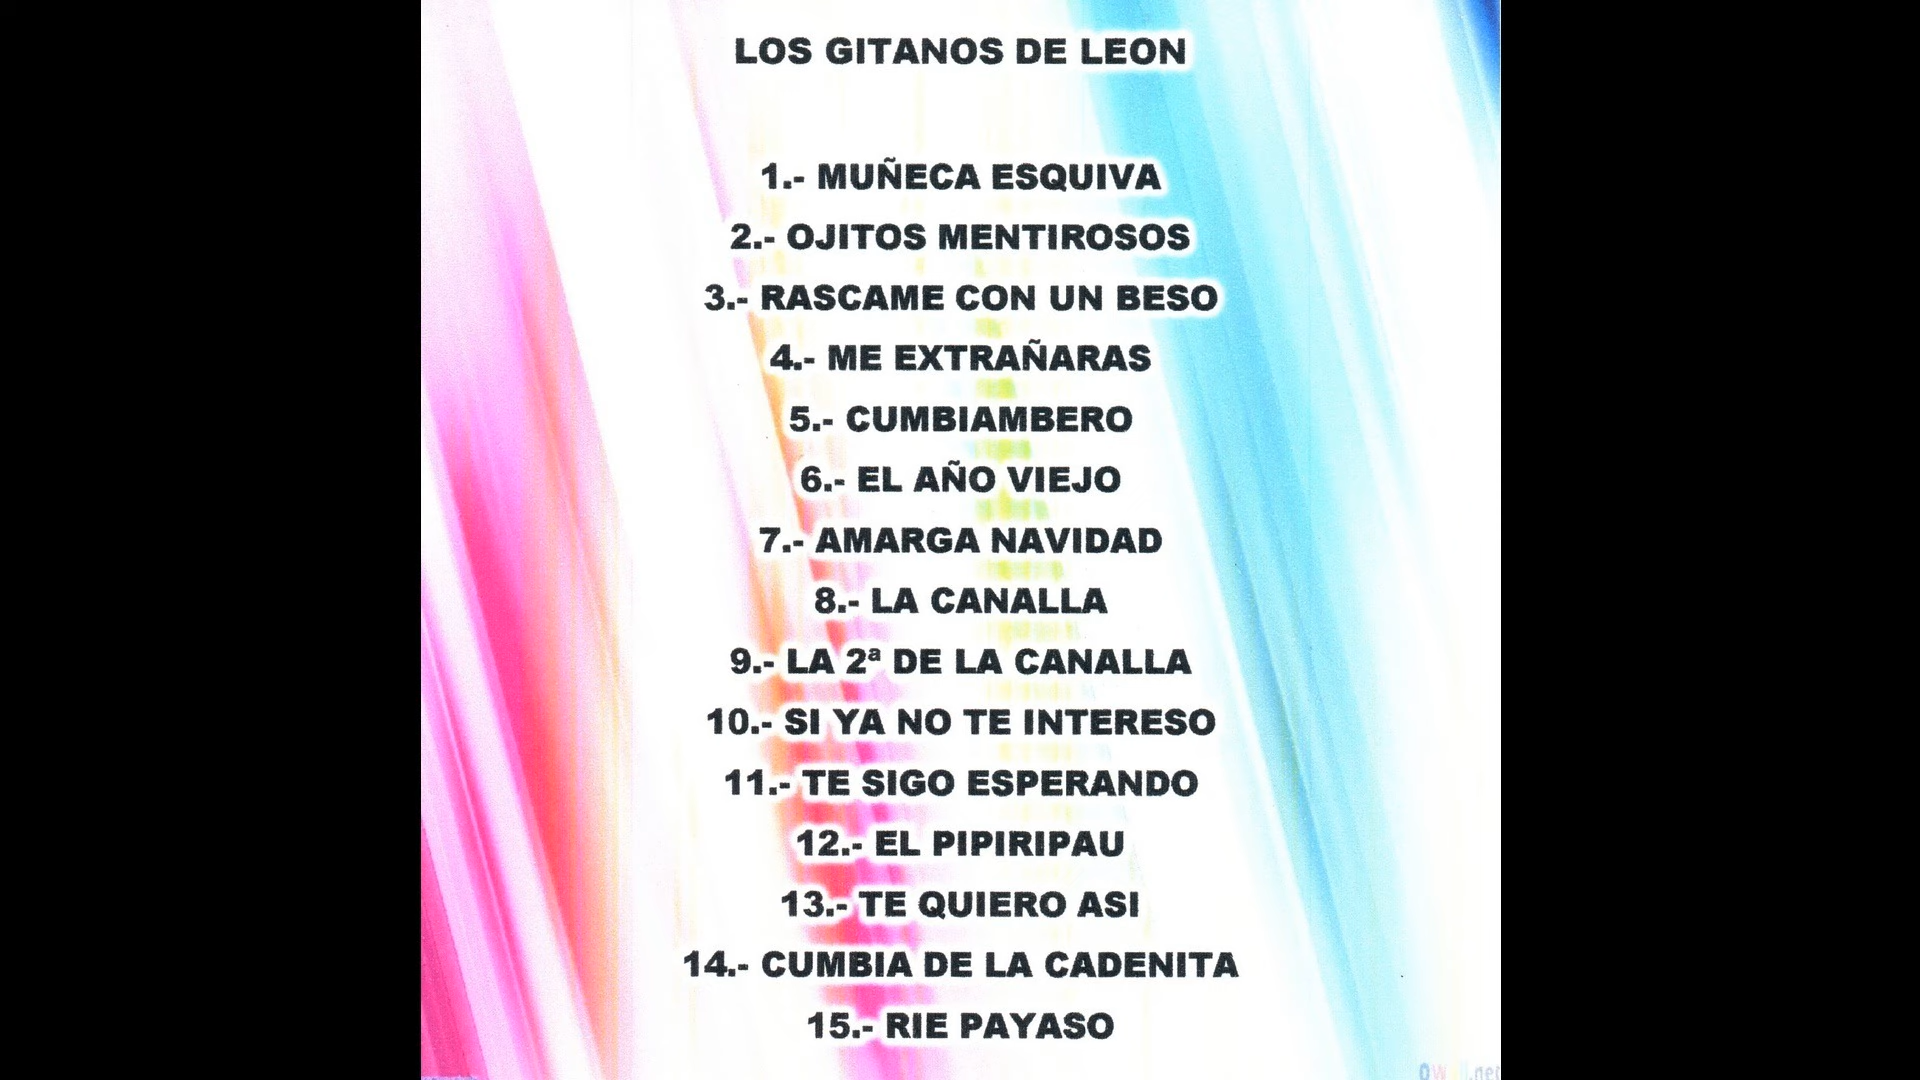 LOS GITANOS DE LEON
1.- MUÑECA ESQUIVA
2.- OJITOS MENTIROSOS
3.- RASCAME CON UN BESO
4.- ME EXTRAÑARAS
5.- CUMBIAMBERO
6.- EL AÑO VIEJO
7.- AMARGA NAVIDAD
8.- LA CANALLA
9.- LA 2ª DE LA CANALLA
10.- SI YA NO TE INTERESO
11.- TE SIGO ESPERANDO
12.- EL PIPIRIPAU
13.- TE QUIERO ASI
14.- CUMBIA DE LA CADENITA
15.- RIE PAYASO